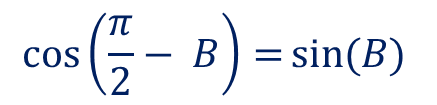 cos(π/2 − B) = sin(B)